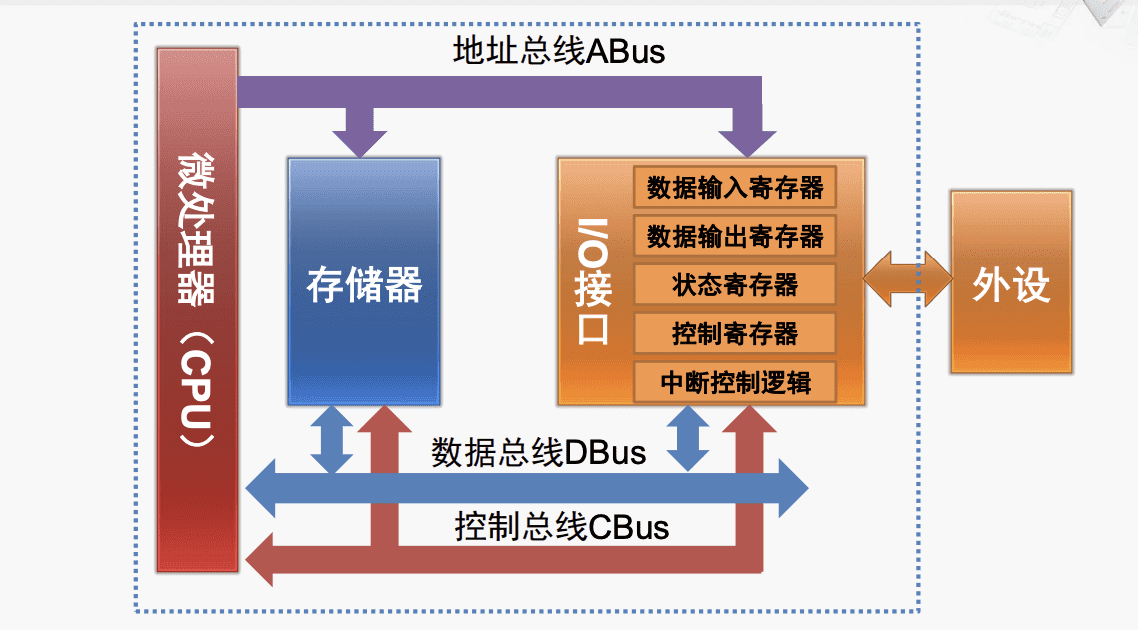 地址总线ABus
微处理器（CPU）
存储器
I/O接口
数据输入寄存器
数据输出寄存器
状态寄存器
控制寄存器
中断控制逻辑
外设
数据总线DBus
控制总线CBus